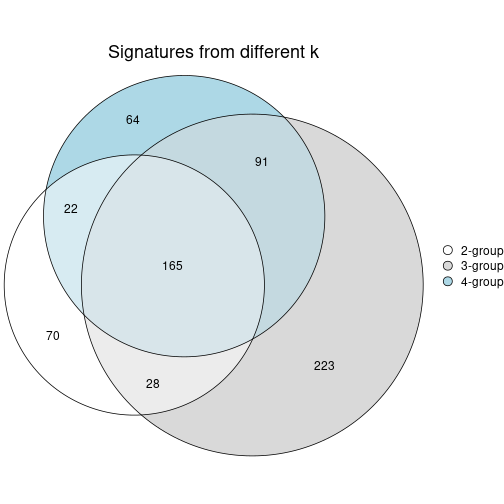 Signatures from different k
64
91
22
165
2-group
3-group
4-group
70
223
28